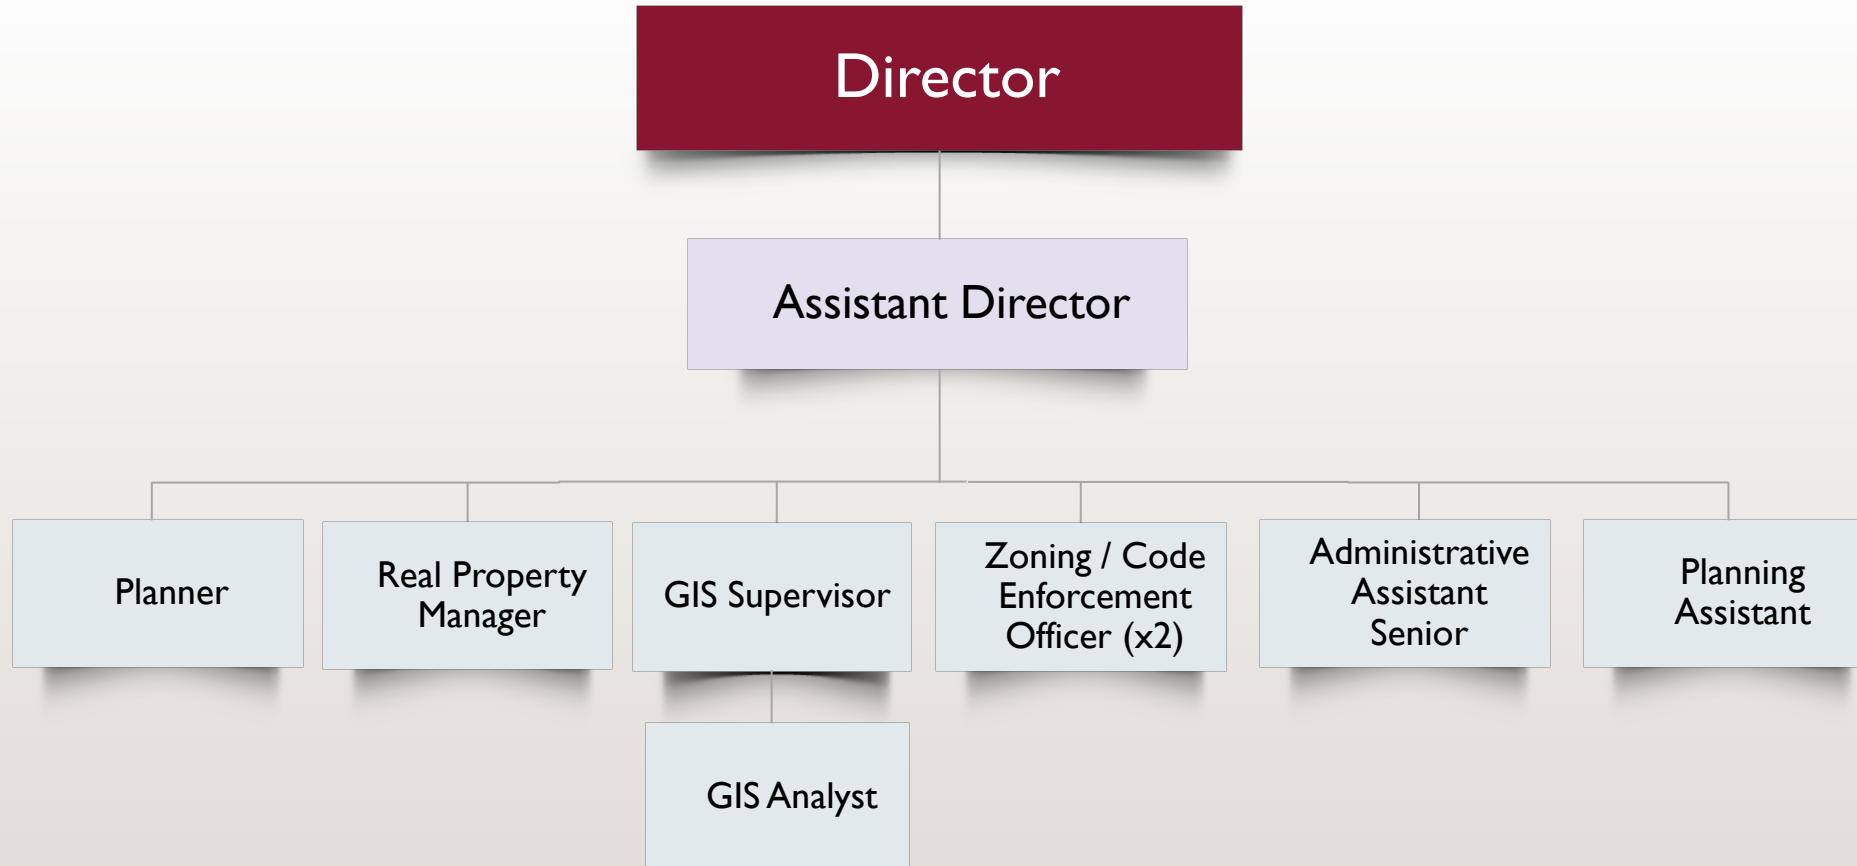 Director
Assistant Director
Planner
Real Property
Manager
GIS Supervisor
Zoning / Code
Enforcement
Officer (x2)
Administrative
Assistant
Senior
Planning
Assistant
GIS Analyst